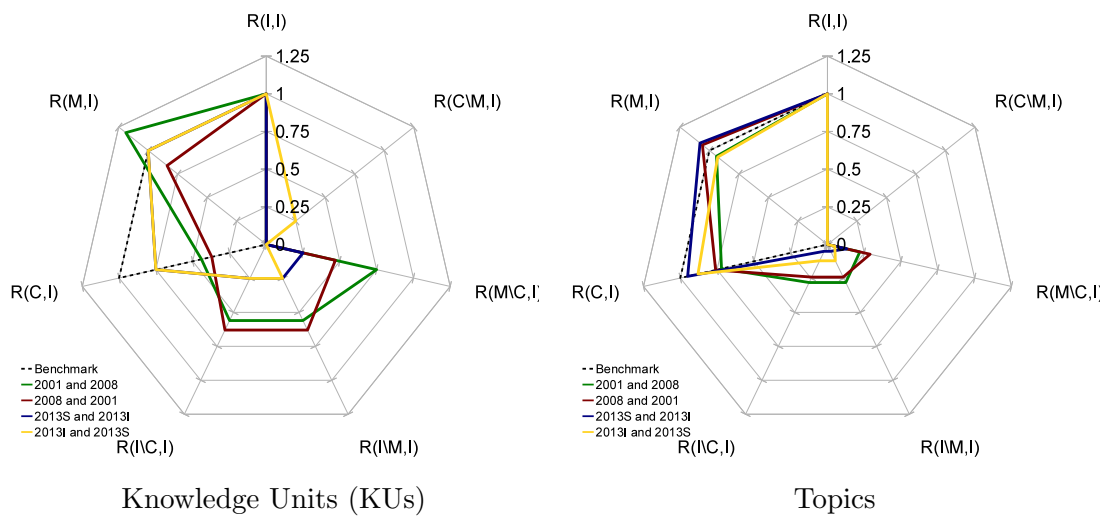 R(I,I)
1.25
R(M,I)
R(C\M,I)
1
0.75
0.5
0.25
0
R(C,I)
R(M\C,I)
Benchmark
2001 and 2008
2008 and 2001
2013S and 2013I
2013I and 2013S
R(I\C,I)
R(I\M,I)
Knowledge Units (KUs)
R(I,I)
1.25
R(M,I)
R(C\M,I)
1
0.75
0.5
0.25
0
R(C,I)
R(M\C,I)
Benchmark
2001 and 2008
2008 and 2001
2013S and 2013I
2013I and 2013S
R(I\C,I)
R(I\M,I)
Topics